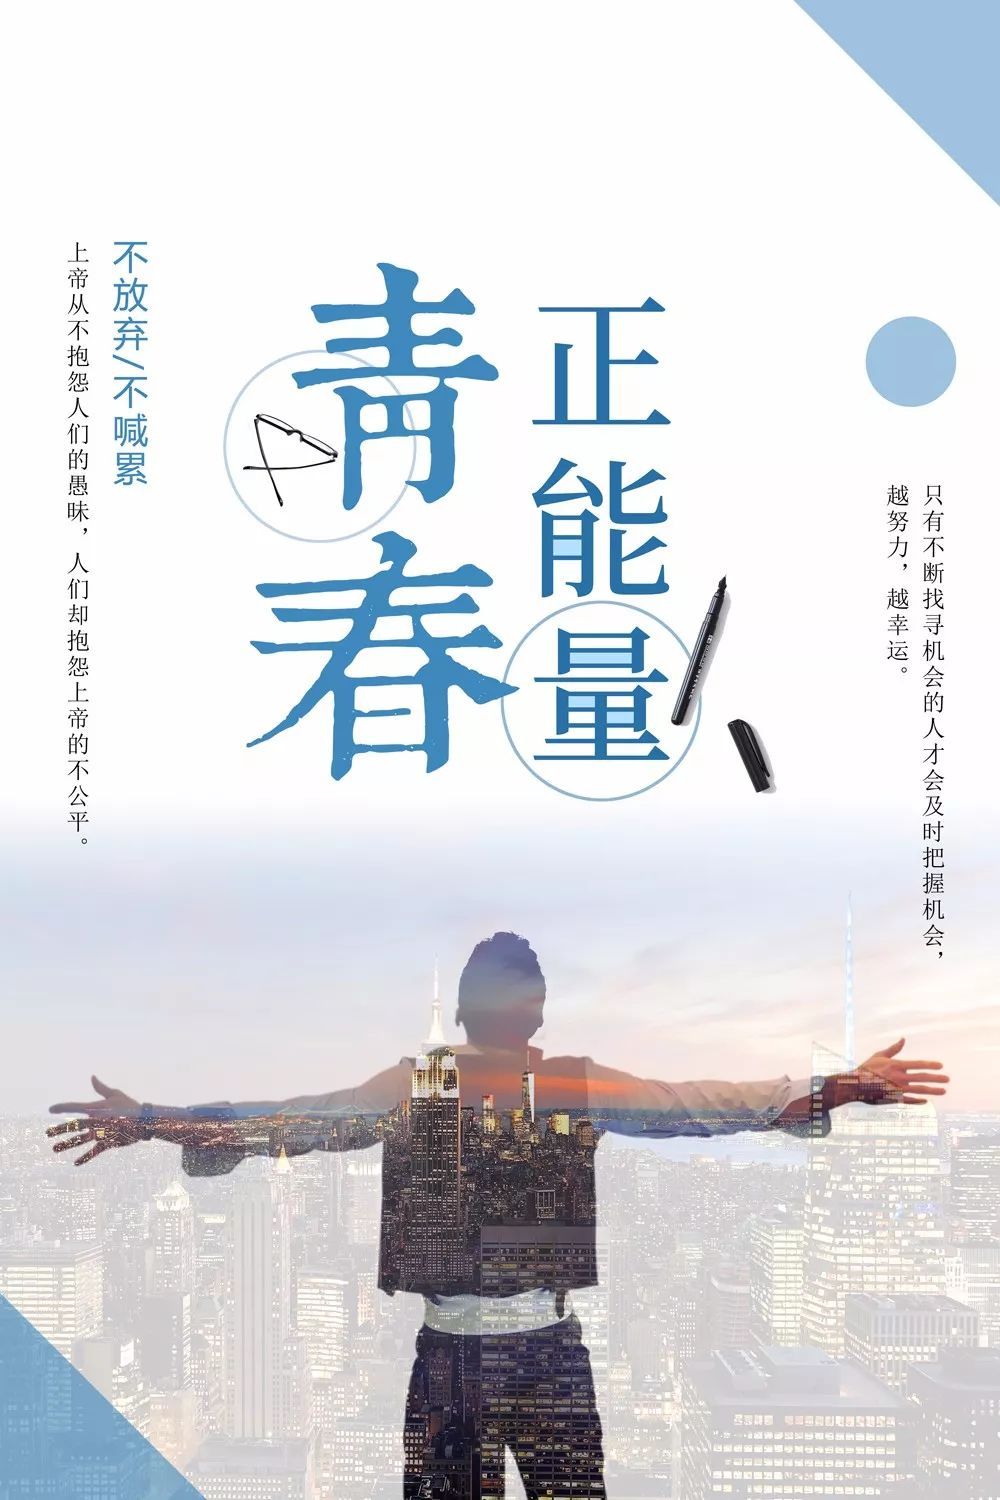 青春
正能量
不放弃/不喊累
上帝从不抱怨人们的愚昧，人们却抱怨上帝的不公平。
只有不断找寻机会的人才会及时把握机会，
越努力，越幸运。